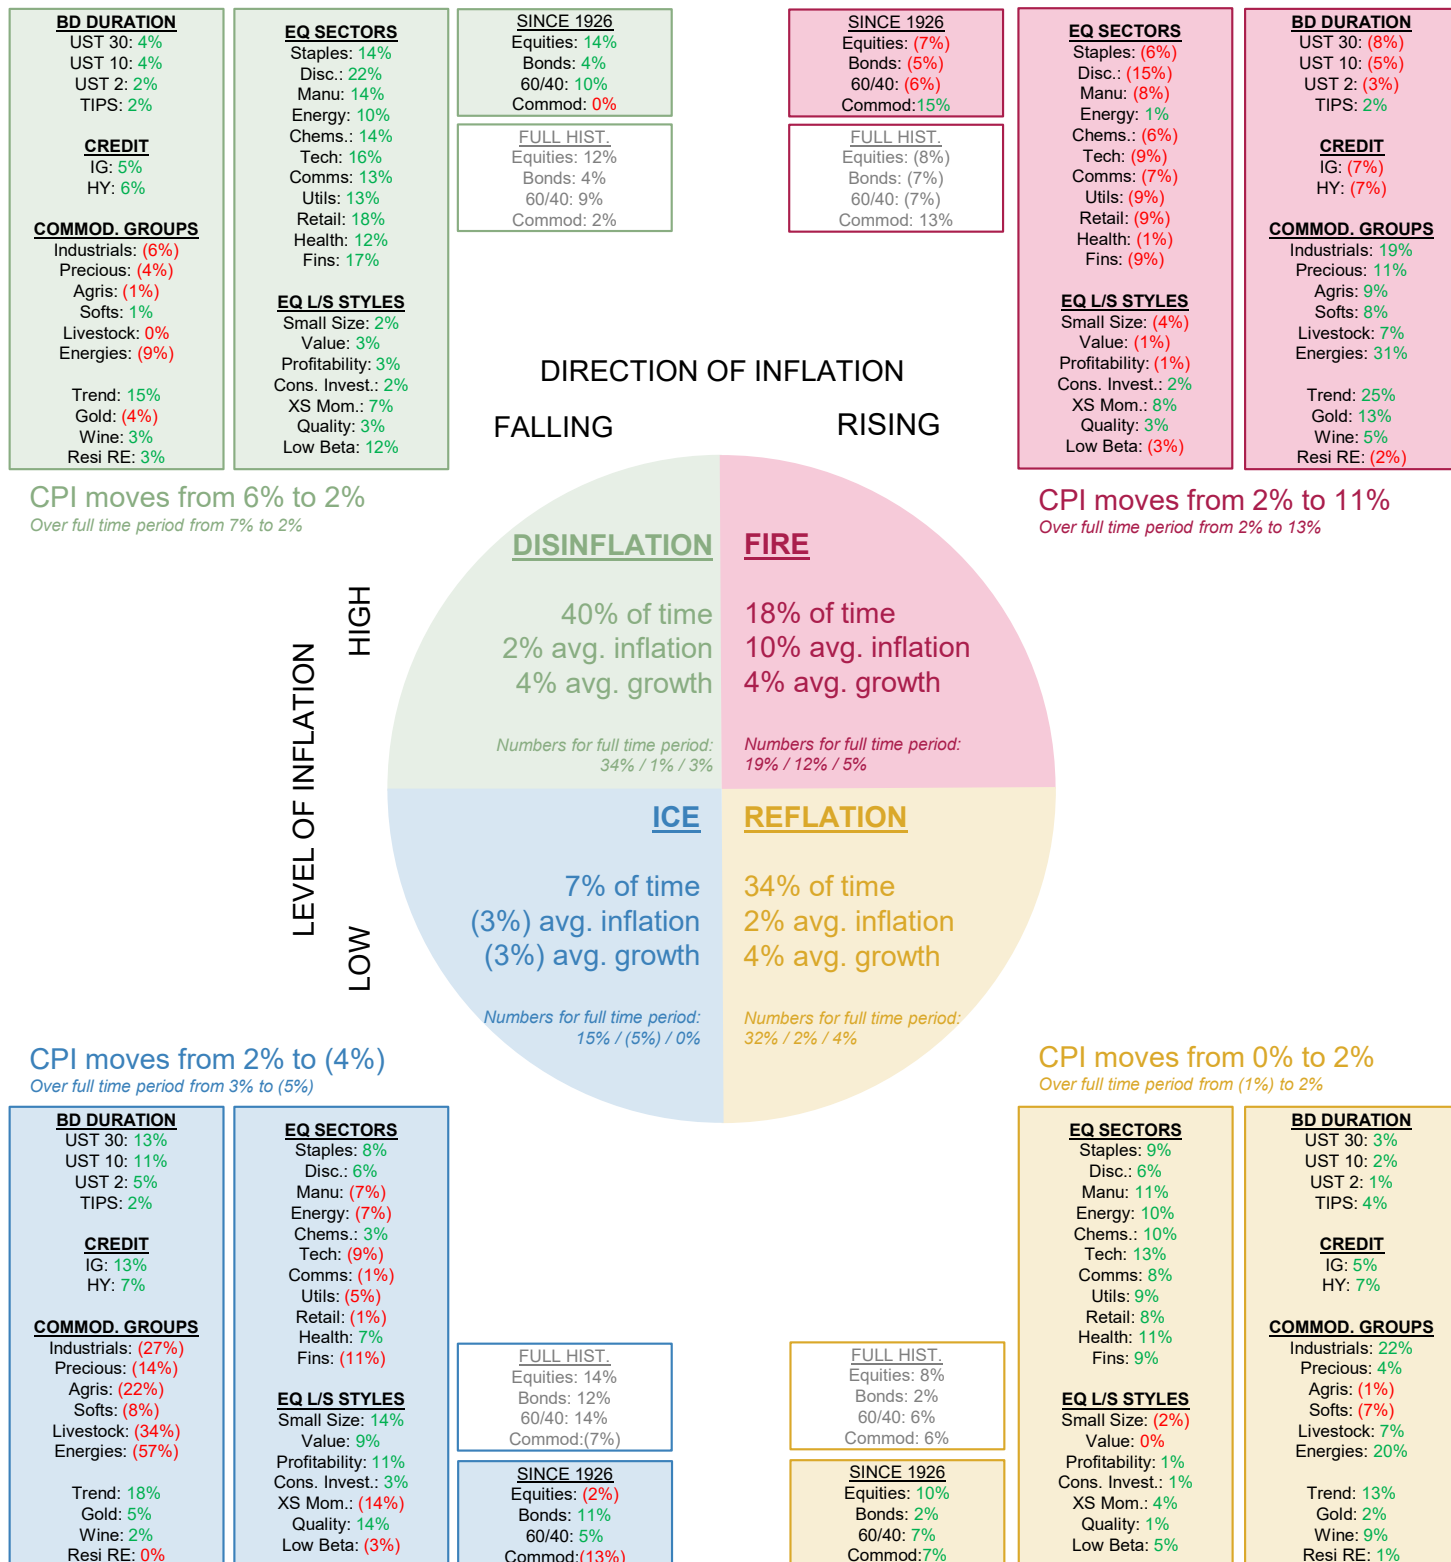 BD DURATION
UST 30: 4%
UST 10: 4%
UST 2: 2%
TIPS: 2%
CREDIT
IG: 5%
HY: 6%
COMMOD. GROUPS
Industrials: (6%)
Precious: (4%)
Agris: (1%)
Softs: 1%
Livestock: 0%
Energies: (9%)
Trend: 15%
Gold: (4%)
Wine: 3%
Resi RE: 3%
EQ SECTORS
Staples: 14%
Disc.: 22%
Manu: 14%
Energy: 10%
Chems.: 14%
Tech: 16%
Comms: 13%
Utils: 13%
Retail: 18%
Health: 12%
Fins: 17%
EQ L/S STYLES
Small Size: 2%
Value: 3%
Profitability: 3%
Cons. Invest.: 2%
XS Mom.: 7%
Quality: 3%
Low Beta: 12%
SINCE 1926
Equities: 14%
Bonds: 4%
60/40: 10%
Commod: 0%
FULL HIST.
Equities: 12%
Bonds: 4%
60/40: 9%
Commod: 2%
SINCE 1926
Equities: (7%)
Bonds: (5%)
60/40: (6%)
Commod:15%
FULL HIST.
Equities: (8%)
Bonds: (7%)
60/40: (7%)
Commod: 13%
EQ SECTORS
Staples: (6%)
Disc.: (15%)
Manu: (8%)
Energy: 1%
Chems.: (6%)
Tech: (9%)
Comms: (7%)
Utils: (9%)
Retail: (9%)
Health: (1%)
Fins: (9%)
EQ L/S STYLES
Small Size: (4%)
Value: (1%)
Profitability: (1%)
Cons. Invest.: 2%
XS Mom.: 8%
Quality: 3%
Low Beta: (3%)
BD DURATION
UST 30: (8%)
UST 10: (5%)
UST 2: (3%)
TIPS: 2%
CREDIT
IG: (7%)
HY: (7%)
COMMOD. GROUPS
Industrials: 19%
Precious: 11%
Agris: 9%
Softs: 8%
Livestock: 7%
Energies: 31%
Trend: 25%
Gold: 13%
Wine: 5%
Resi RE: (2%)
DIRECTION OF INFLATION
FALLING
RISING
CPI moves from 6% to 2%
Over full time period from 7% to 2%
CPI moves from 2% to 11%
Over full time period from 2% to 13%
LEVEL OF INFLATION
HIGH
LOW
DISINFLATION
40% of time
2% avg. inflation
4% avg. growth
Numbers for full time period:
34% / 1% / 3%
FIRE
18% of time
10% avg. inflation
4% avg. growth
Numbers for full time period:
19% / 12% / 5%
ICE
7% of time
(3%) avg. inflation
(3%) avg. growth
Numbers for full time period:
15% / (5%) / 0%
REFLATION
34% of time
2% avg. inflation
4% avg. growth
Numbers for full time period:
32% / 2% / 4%
CPI moves from 2% to (4%)
Over full time period from 3% to (5%)
CPI moves from 0% to 2%
Over full time period from (1%) to 2%
BD DURATION
UST 30: 13%
UST 10: 11%
UST 2: 5%
TIPS: 2%
CREDIT
IG: 13%
HY: 7%
COMMOD. GROUPS
Industrials: (27%)
Precious: (14%)
Agris: (22%)
Softs: (8%)
Livestock: (34%)
Energies: (57%)
Trend: 18%
Gold: 5%
Wine: 2%
Resi RE: 0%
EQ SECTORS
Staples: 8%
Disc.: 6%
Manu: (7%)
Energy: (7%)
Chems.: 3%
Tech: (9%)
Comms: (1%)
Utils: (5%)
Retail: (1%)
Health: 7%
Fins: (11%)
EQ L/S STYLES
Small Size: 14%
Value: 9%
Profitability: 11%
Cons. Invest.: 3%
XS Mom.: (14%)
Quality: 14%
Low Beta: (3%)
FULL HIST.
Equities: 14%
Bonds: 12%
60/40: 14%
Commod:(7%)
SINCE 1926
Equities: (2%)
Bonds: 11%
60/40: 5%
Commod:(13%)
FULL HIST.
Equities: 8%
Bonds: 2%
60/40: 6%
Commod: 6%
SINCE 1926
Equities: 10%
Bonds: 2%
60/40: 7%
Commod:7%
EQ SECTORS
Staples: 9%
Disc.: 6%
Manu: 11%
Energy: 10%
Chems.: 10%
Tech: 13%
Comms: 8%
Utils: 9%
Retail: 8%
Health: 11%
Fins: 9%
EQ L/S STYLES
Small Size: (2%)
Value: 0%
Profitability: 1%
Cons. Invest.: 1%
XS Mom.: 4%
Quality: 1%
Low Beta: 5%
BD DURATION
UST 30: 3%
UST 10: 2%
UST 2: 1%
TIPS: 4%
CREDIT
IG: 5%
HY: 7%
COMMOD. GROUPS
Industrials: 22%
Precious: 4%
Agris: (1%)
Softs: (7%)
Livestock: 7%
Energies: 20%
Trend: 13%
Gold: 2%
Wine: 9%
Resi RE: 1%